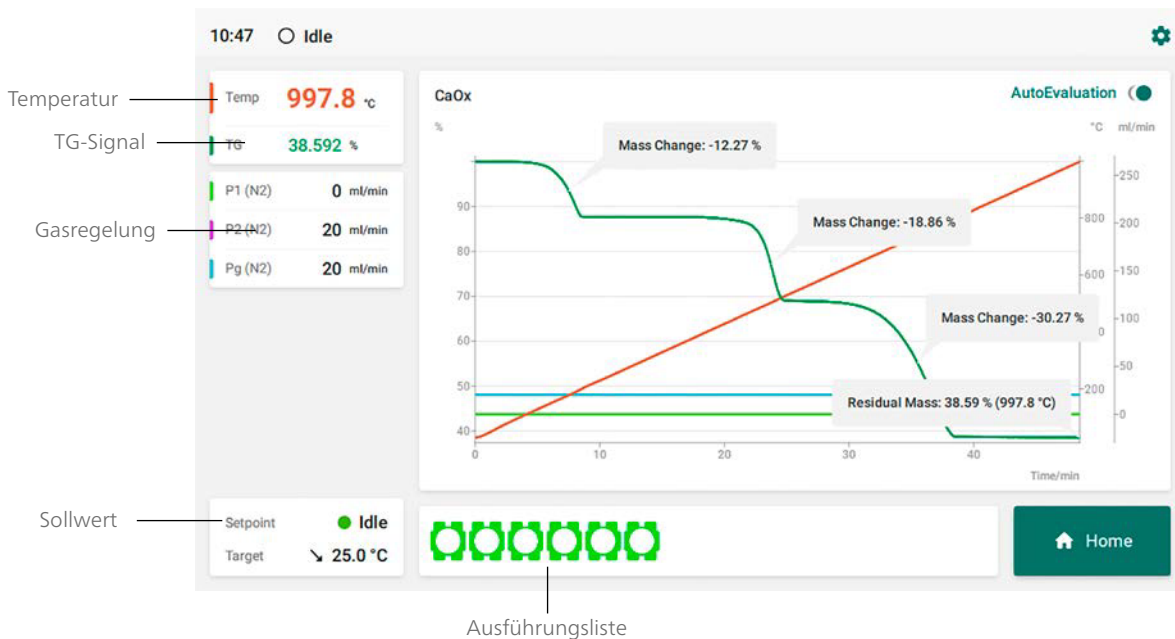 10:47 Idle
Temperatur
Temp 997.8 °C
TG-Signal
TG 38.592 %
P1 (N2) 0 ml/min
Gasregelung
P2 (N2) 20 ml/min
Pg (N2) 20 ml/min
CaOx
AutoEvaluation
% °C ml/min
Mass Change: -12.27 %
Mass Change: -18.86 %
Mass Change: -30.27 %
Residual Mass: 38.59 % (997.8 °C)
90
80
70
60
50
40
800
600
0
200
250
200
150
100
50
0
0 10 20 30 40
Time/min
Sollwert
Setpoint Idle
Target ↘ 25.0 °C
Home
Ausführungsliste